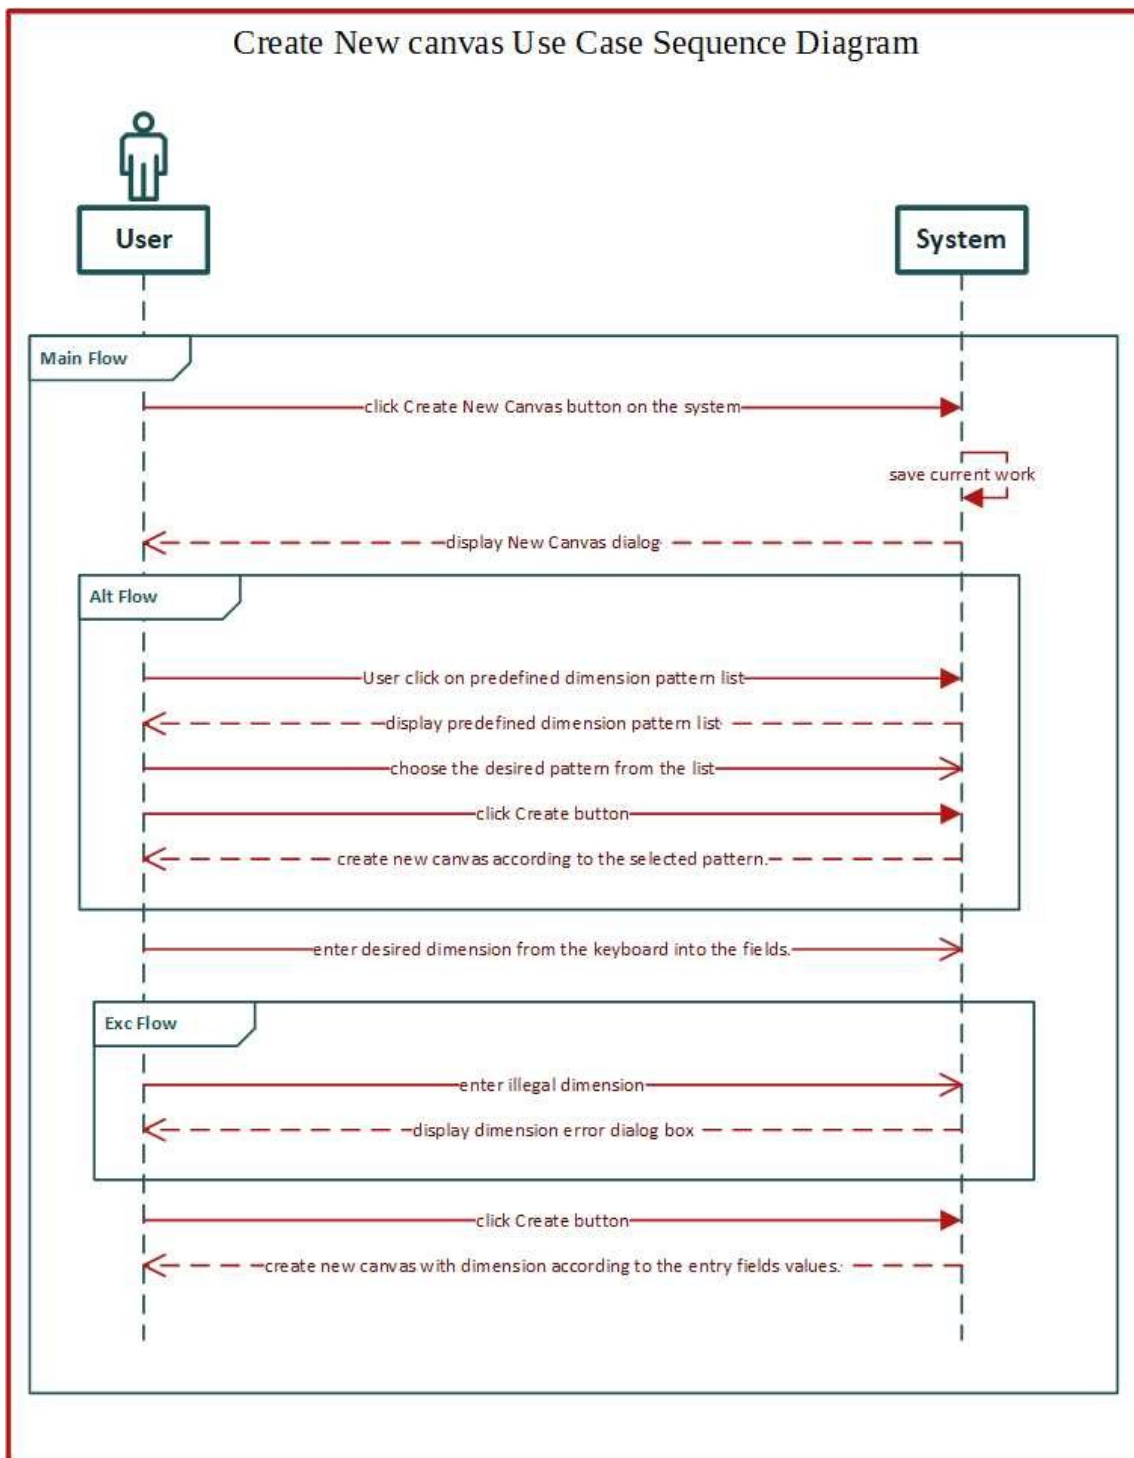 Create New canvas Use Case Sequence Diagram
User
System
Main Flow
click Create New Canvas button on the system
save current work
display New Canvas dialog
Alt Flow
User click on predefined dimension pattern list
display predefined dimension pattern list
choose the desired pattern from the list
click Create button
create new canvas according to the selected pattern.
enter desired dimension from the keyboard into the fields.
Exc Flow
enter illegal dimension
display dimension error dialog box
click Create button
create new canvas with dimension according to the entry fields values.